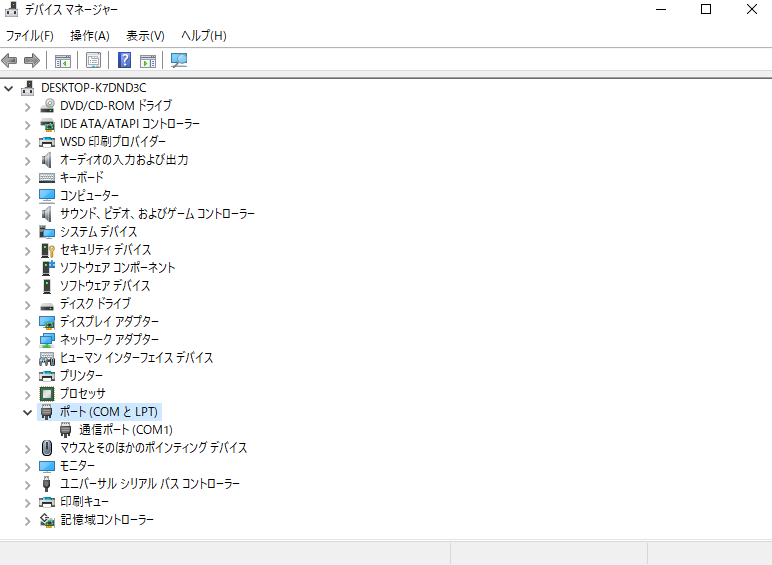 デバイス マネージャー
ファイル(F) 操作(A) 表示(V) ヘルプ(H)
DESKTOP-K7DND3C
DVD/CD-ROM ドライブ
IDE ATA/ATAPI コントローラー
WSD 印刷プロバイダー
オーディオの入力および出力
キーボード
コンピューター
サウンド、ビデオ、およびゲーム コントローラー
システム デバイス
セキュリティ デバイス
ソフトウェア コンポーネント
ソフトウェア デバイス
ディスク ドライブ
ディスプレイ アダプター
ネットワーク アダプター
ヒューマン インターフェイス デバイス
プリンター
プロセッサ
ポート (COM と LPT)
通信ポート (COM1)
マウスとそのほかのポインティング デバイス
モニター
ユニバーサル シリアル バス コントローラー
印刷キュー
記憶域コントローラー